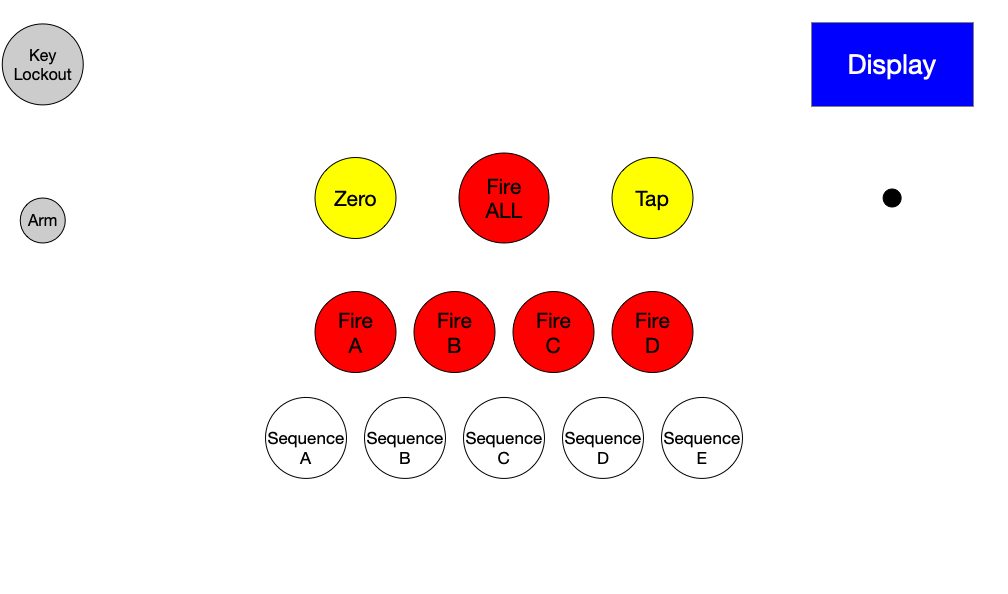 Key
Lockout
Display
Zero
Fire
ALL
Tap
Arm
Fire
A
Fire
B
Fire
C
Fire
D
Sequence
A
Sequence
B
Sequence
C
Sequence
D
Sequence
E